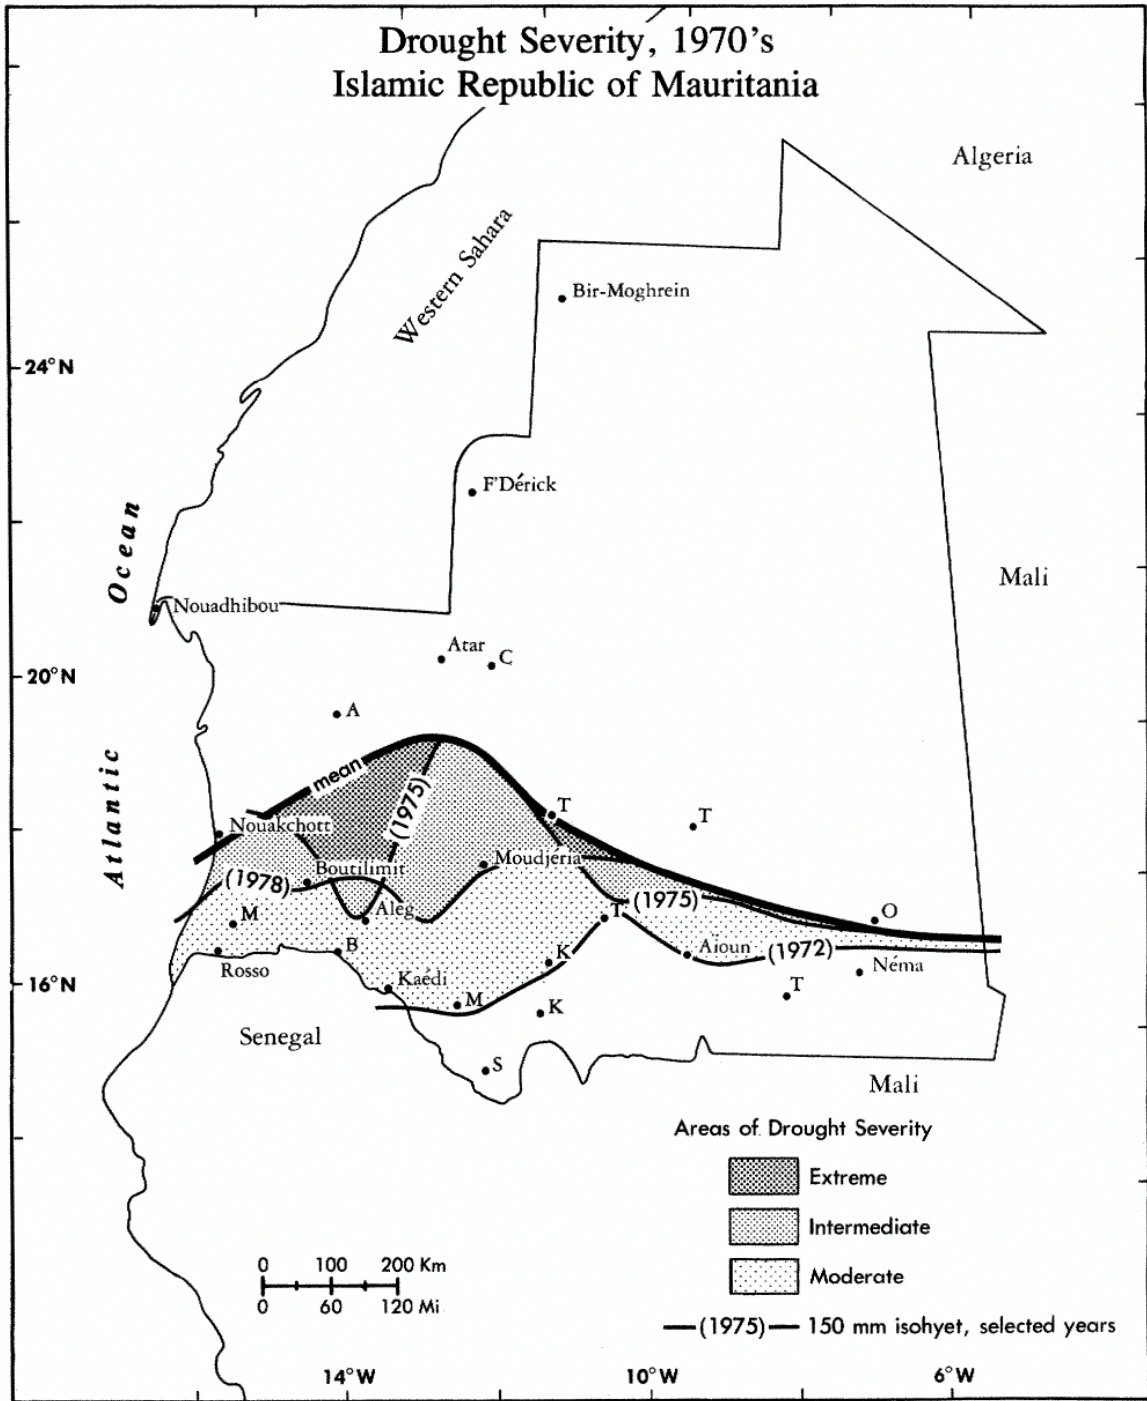 Drought Severity, 1970's
Islamic Republic of Mauritania
Algeria
Western Sahara
Bir-Moghrein
24°N
F'Dérick
Ocean
Mali
Nouadhibou
Atar
C
20°N
A
mean
Atlantic
(1975)
T
T
Nouakchott
Moudjéria
Boutilimit
(1978)
(1975)
Aleg
T
O
M
B
Aïoun
(1972)
K
Néma
Rosso
Kaédi
T
16°N
M
K
Senegal
S
Mali
Areas of Drought Severity
Extreme
Intermediate
Moderate
0 100 200 Km
0 60 120 Mi
(1975) 150 mm isohyet, selected years
14°W 10°W 6°W